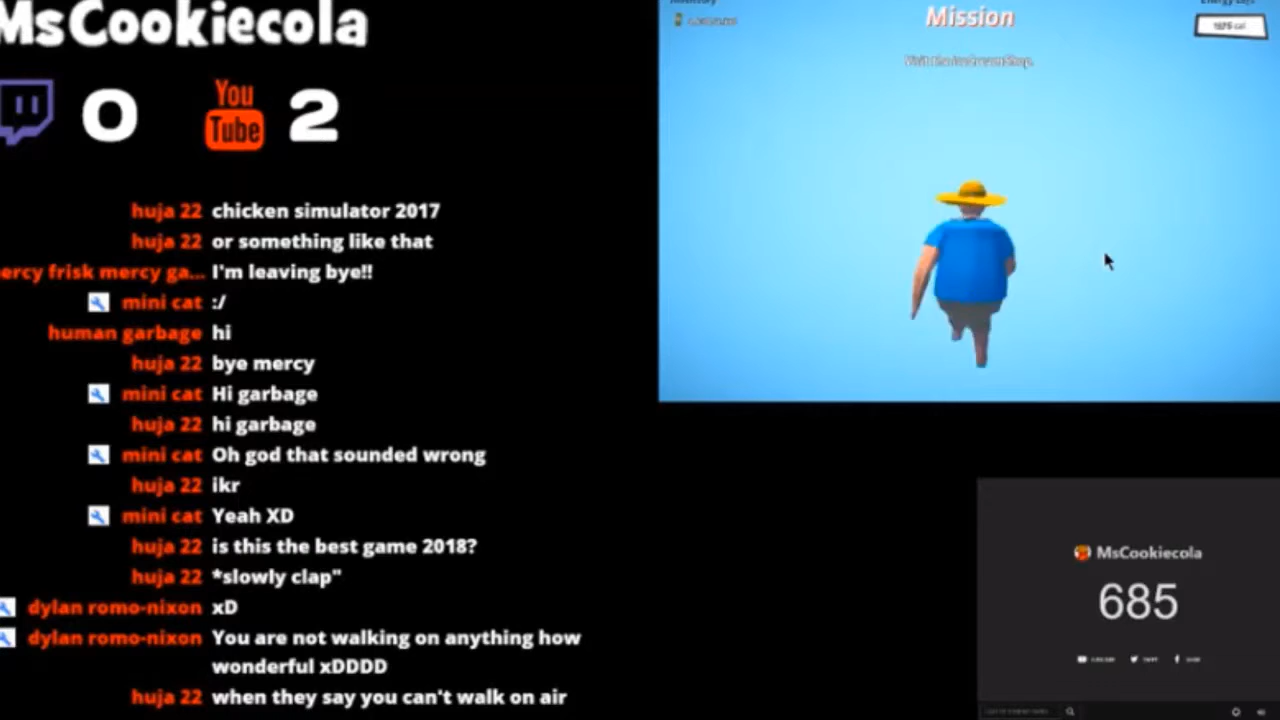 MsCookiecola
0 You Tube 2
huja 22 chicken simulator 2017
huja 22 or something like that
ercy frisk mercy ga... I'm leaving bye!!
mini cat :/
human garbage hi
huja 22 bye mercy
mini cat Hi garbage
huja 22 hi garbage
mini cat Oh god that sounded wrong
huja 22 ikr
mini cat Yeah XD
huja 22 is this the best game 2018?
huja 22 *slowly clap"
dylan romo-nixon xD
dylan romo-nixon You are not walking on anything how
wonderful xDDDD
huja 22 when they say you can't walk on air
Mission
Visit the
MsCookiecola
685